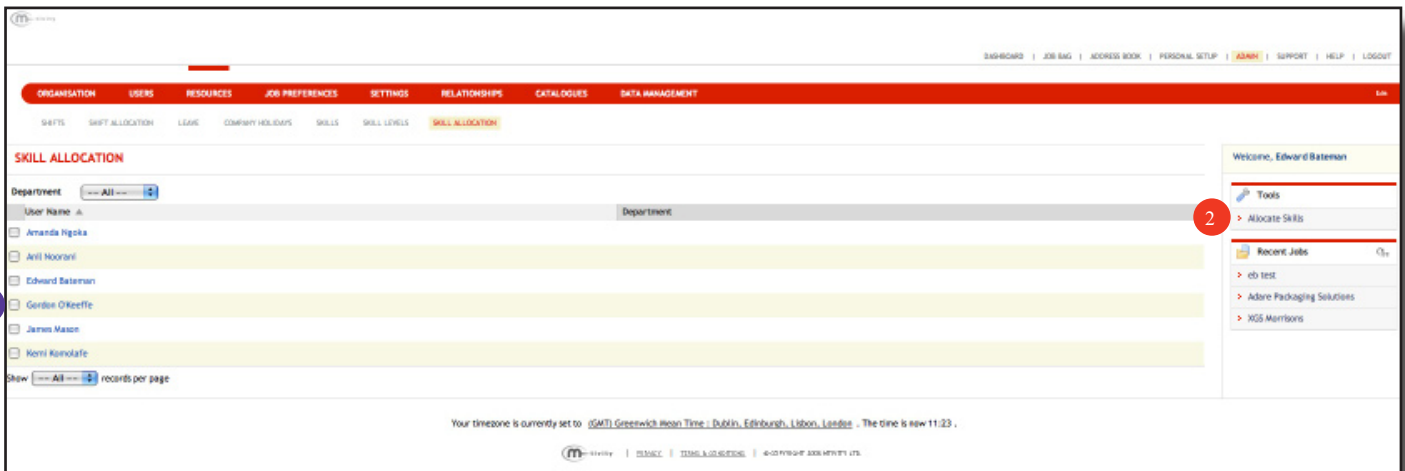 DASHBOARD | JOB BAG | ADDRESS BOOK | PERSONAL SETUP | ADMIN | SUPPORT | HELP | LOGOUT
ORGANISATION USERS RESOURCES JOB PREFERENCES SETTINGS RELATIONSHIPS CATALOGUES DATA MANAGEMENT
SHIFTS SHIFT ALLOCATION LEAVE COMPANY HOLIDAYS SKILLS SKILL LEVELS SKILL ALLOCATION
SKILL ALLOCATION
Welcome, Edward Bateman
Department -- All --
User Name Department
Amanda Ngoka
Anil Noorani
Edward Bateman
Gordon O'Keeffe
James Mason
Kemi Komolafe
Show -- All -- records per page
Tools
2
Allocate Skills
Recent Jobs
eb test
Adare Packaging Solutions
XGS Morrisons
Your timezone is currently set to (GMT) Greenwich Mean Time : Dublin, Edinburgh, Lisbon, London . The time is now 11:23 .
| PRIVACY | TERMS & CONDITIONS |